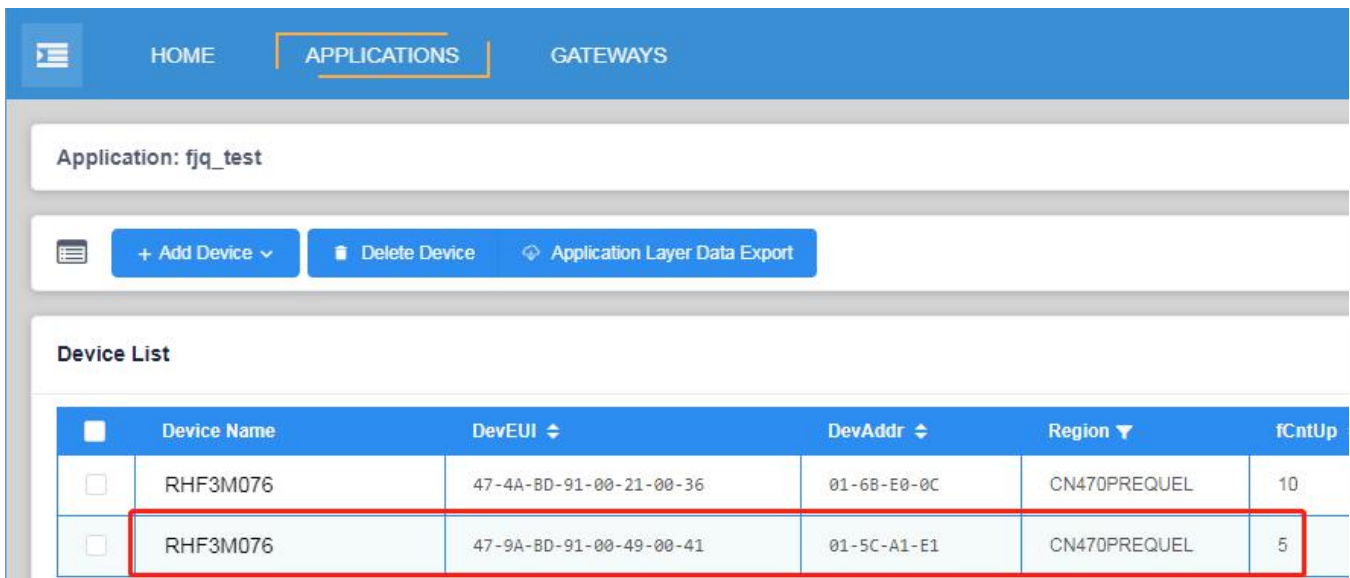 HOME APPLICATIONS GATEWAYS
Application: fjq_test
+ Add Device Delete Device Application Layer Data Export
Device List
Device Name DevEUI DevAddr Region fCntUp
RHF3M076 47-4A-BD-91-00-21-00-36 01-6B-E0-0C CN470PREQUEL 10
RHF3M076 47-9A-BD-91-00-49-00-41 01-5C-A1-E1 CN470PREQUEL 5